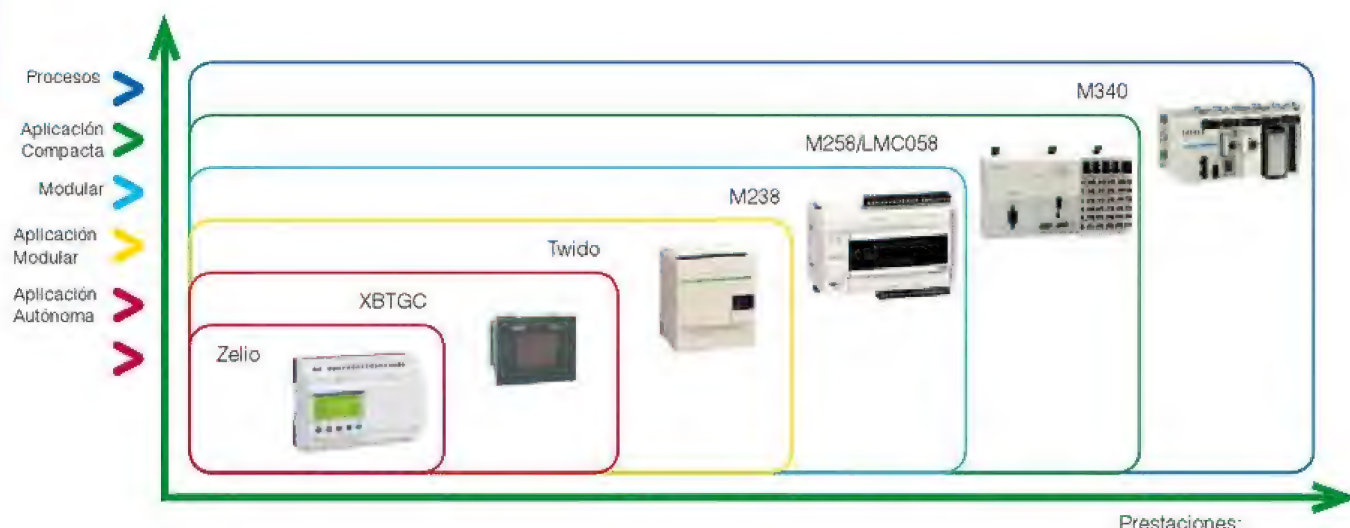 Procesos
Aplicación
Compacta
Modular
Aplicación
Modular
Aplicación
Autónoma
M340
M258/LMC058
M238
Twido
XBTGC
Zelio
Prestaciones: